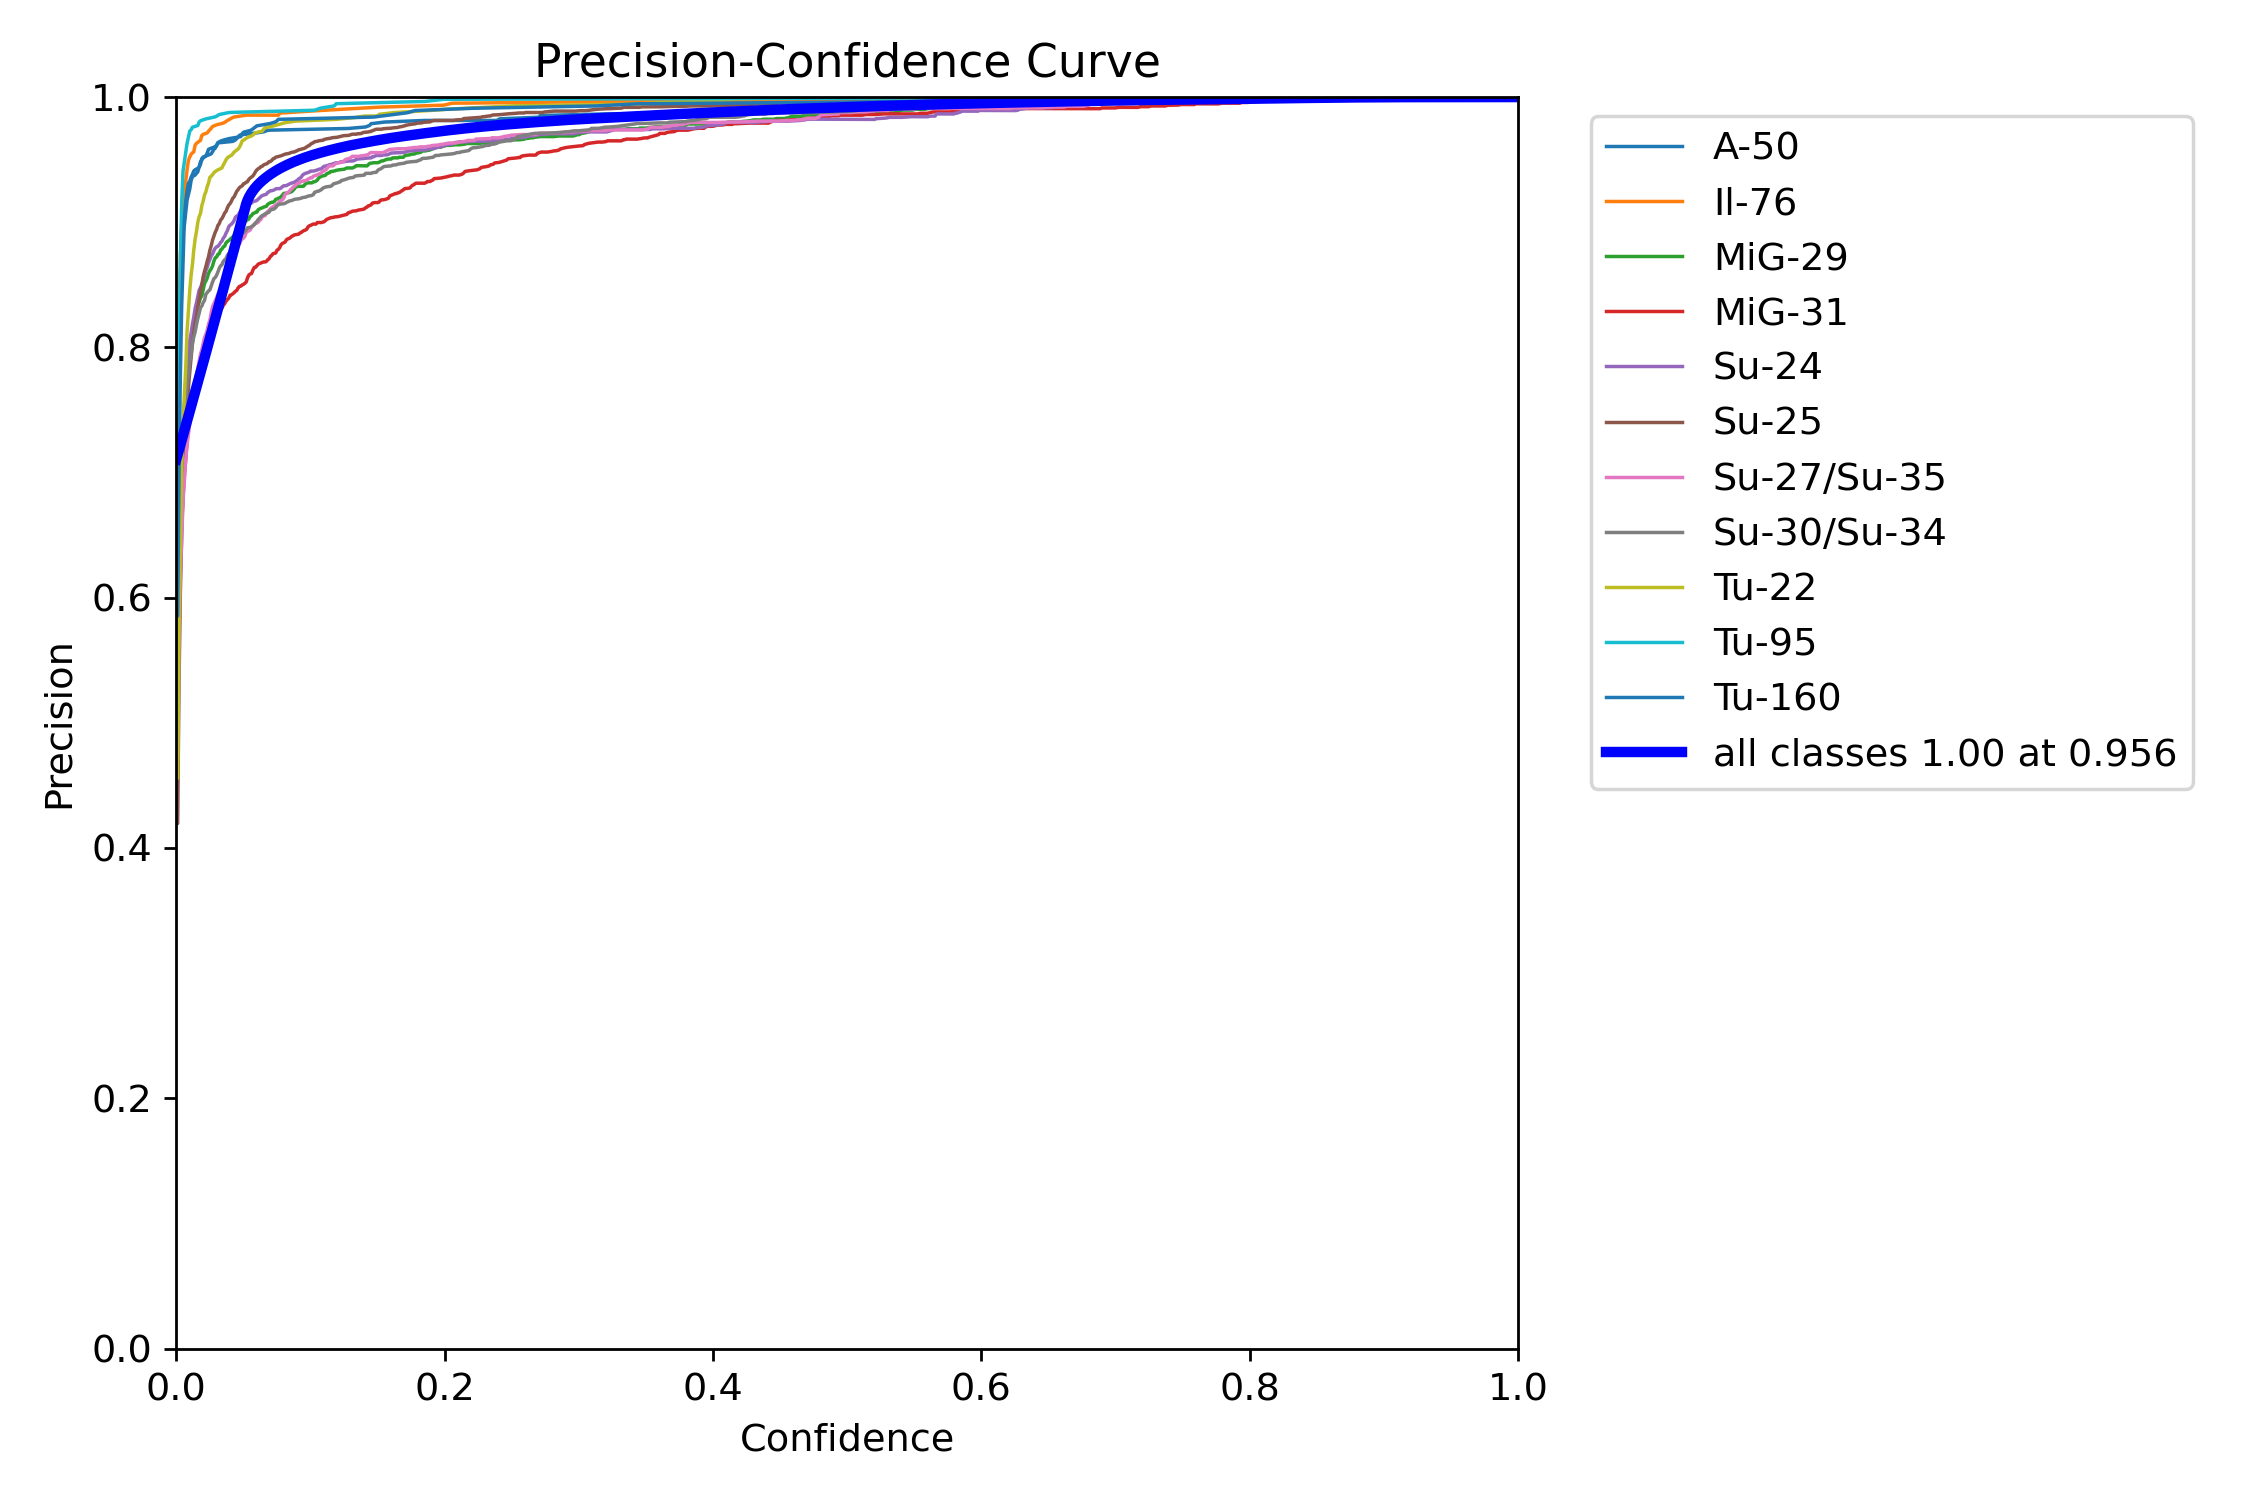 Precision-Confidence Curve
1.0
0.8
0.6
0.4
0.2
0.0
Precision
0.0 0.2 0.4 0.6 0.8 1.0
Confidence
A-50
Il-76
MiG-29
MiG-31
Su-24
Su-25
Su-27/Su-35
Su-30/Su-34
Tu-22
Tu-95
Tu-160
all classes 1.00 at 0.956